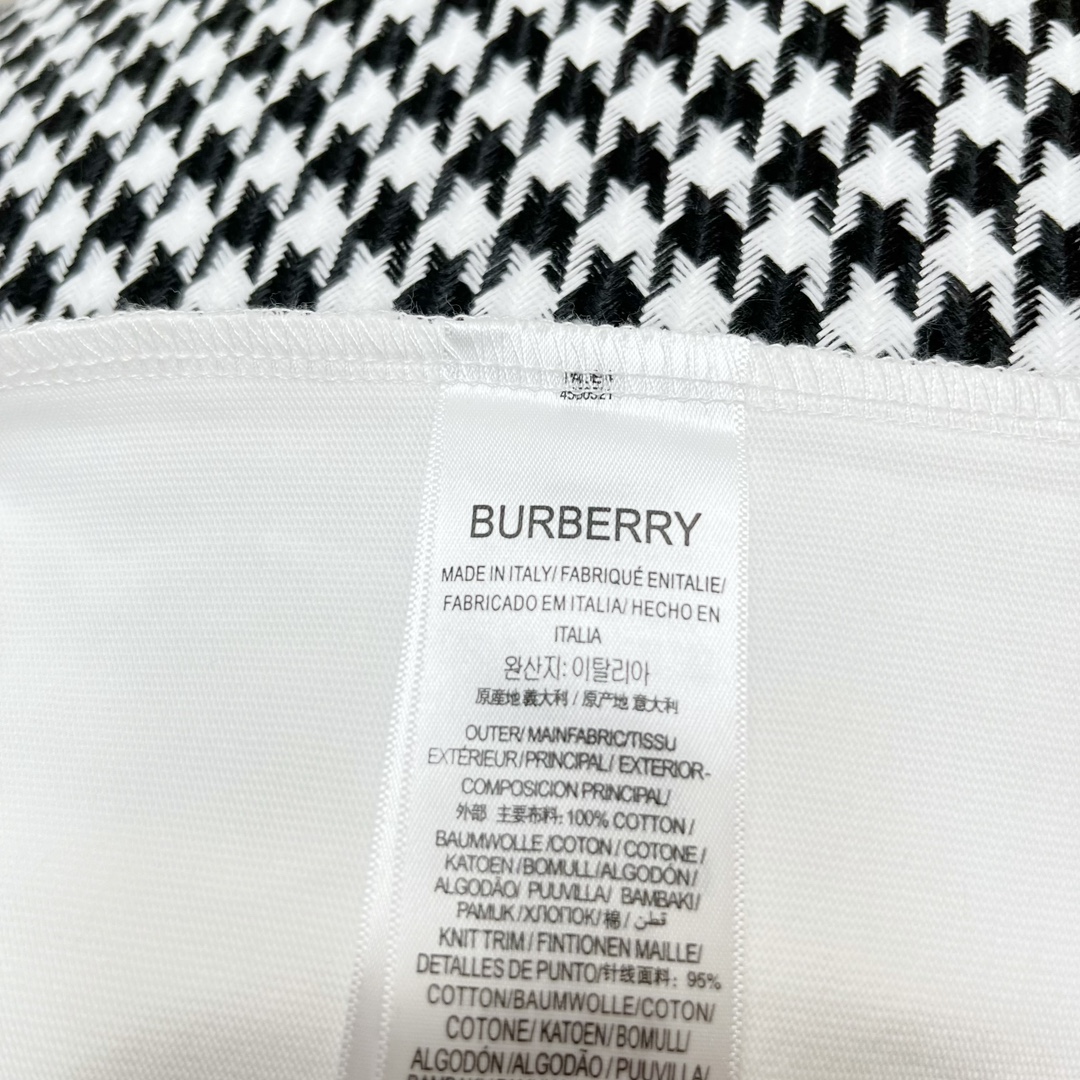 BURBERRY
MADE IN ITALY/ FABRIQUÉ ENITALIE/
FABRICADO EM ITALIA/ HECHO EN
ITALIA
완산지: 이탈리아
原産地 義大利 / 原产地 意大利
OUTER/ MAINFABRIC/TISSU
EXTÉRIEUR/PRINCIPAL/ EXTERIOR-
COMPOSICION PRINCIPAL/
外部 主要布料: 100% COTTON /
BAUMWOLLE /COTON / COTONE /
KATOEN /BOMULL /ALGODÓN /
ALGODÃO/ PUUVILLA/ BAMBAKI/
PAMUK /ХЛОПОК/棉 / قطن
KNIT TRIM / FINTIONEN MAILLE/
DETALLES DE PUNTO/针线面料: 95%
COTTON/BAUMWOLLE/COTON/
COTONE/ KATOEN/BOMULL/
ALGODÓN /ALGODÃO / PUUVILLA/